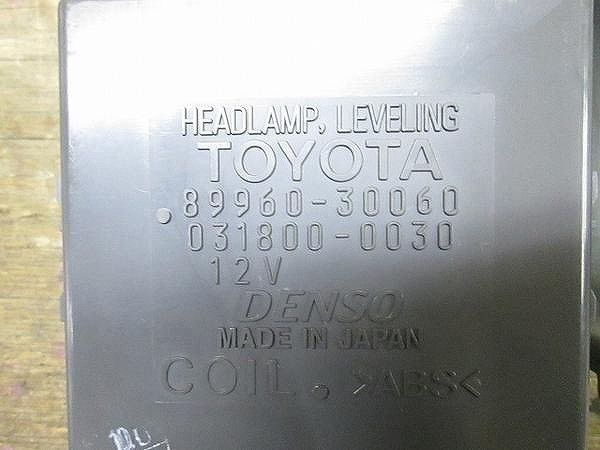 HEADLAMP, LEVELING
TOYOTA
89960-30060
031800-0030
12V
DENSO
MADE IN JAPAN
COIL. >ABS<